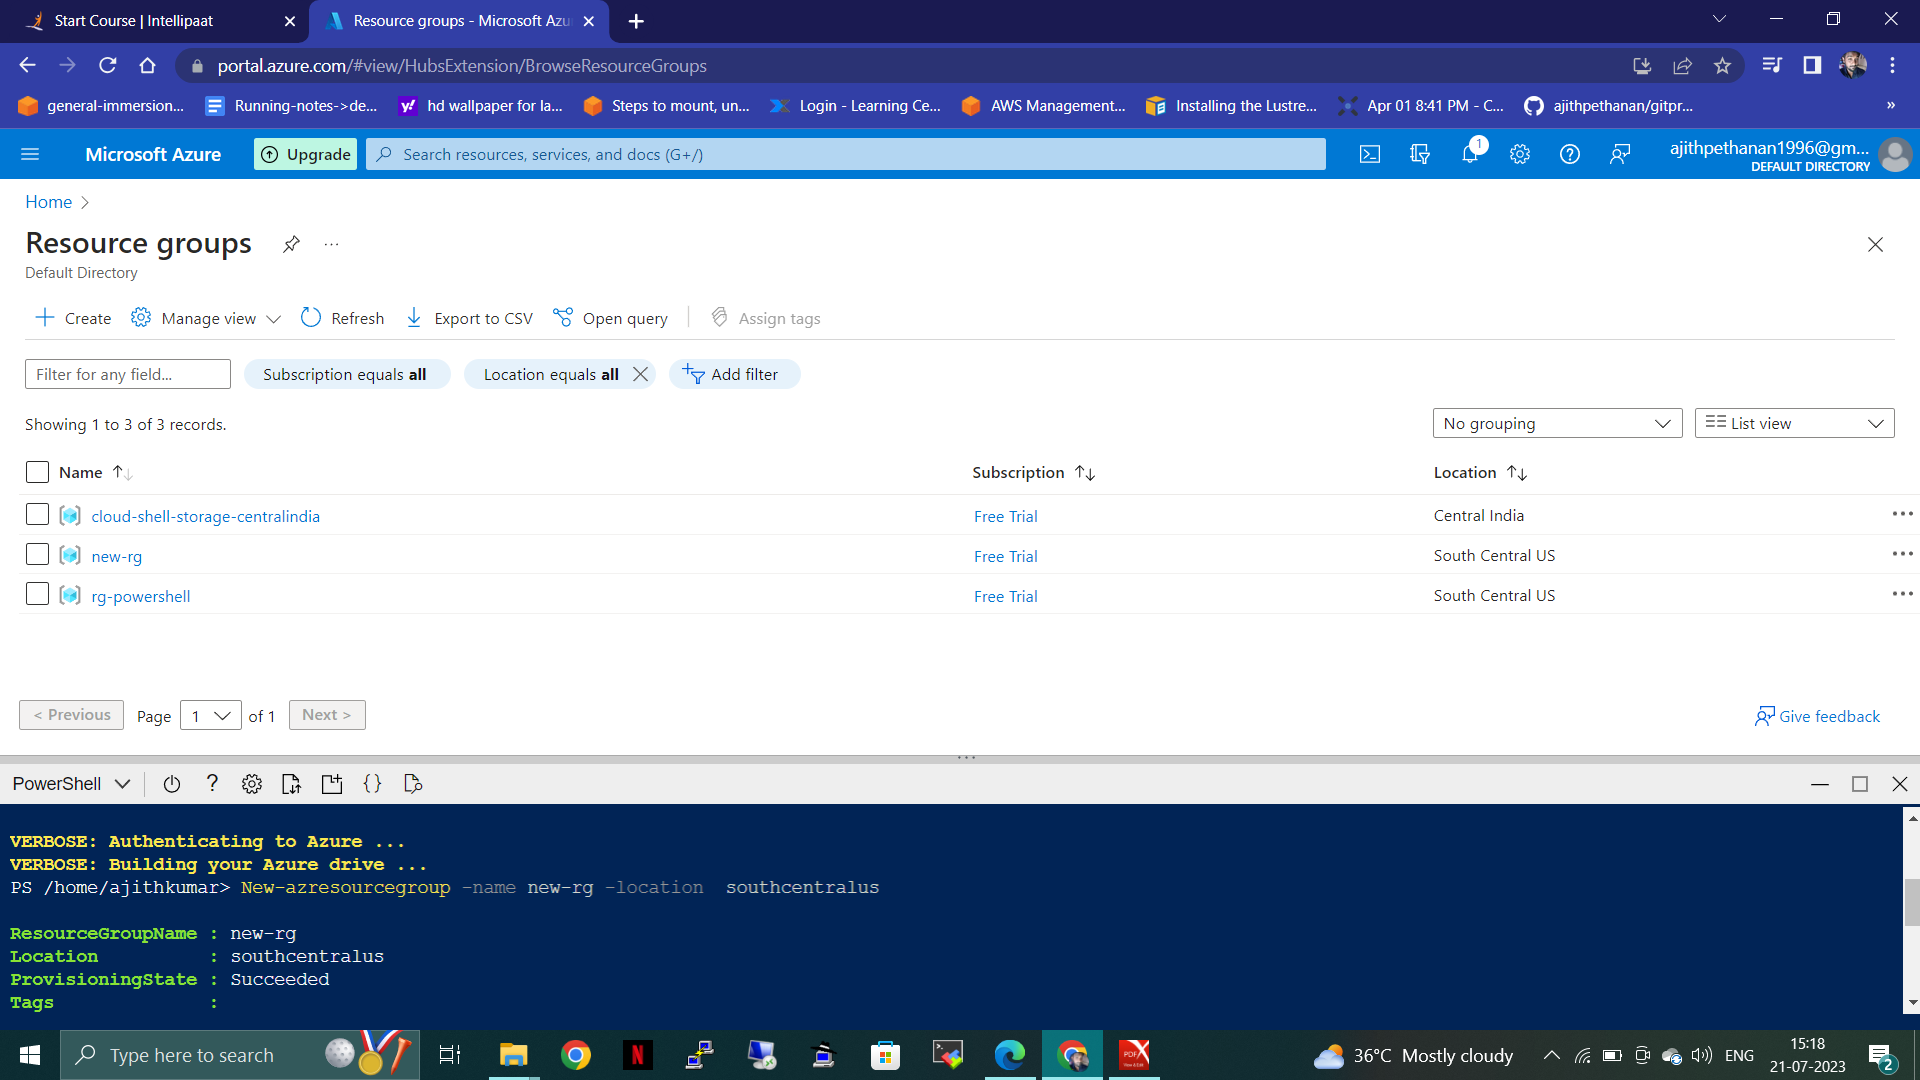 Start Course | Intellipaat
Resource groups - Microsoft Azu
portal.azure.com/#view/HubsExtension/BrowseResourceGroups
general-immersion...
Running-notes->de...
hd wallpaper for la...
Steps to mount, un...
Login - Learning Ce...
AWS Management...
Installing the Lustre...
Apr 01 8:41 PM - C...
ajithpethanan/gitpr...
»
Microsoft Azure
Upgrade
Search resources, services, and docs (G+/)
1
ajithpethanan1996@gm...
DEFAULT DIRECTORY
Home >
Resource groups
...
Default Directory
Create
Manage view
Refresh
Export to CSV
Open query
Assign tags
Filter for any field...
Subscription equals all
Location equals all
Add filter
Showing 1 to 3 of 3 records.
No grouping
List view
Name
Subscription
Location
cloud-shell-storage-centralindia
Free Trial
Central India
new-rg
Free Trial
South Central US
rg-powershell
Free Trial
South Central US
< Previous
Page 1 of 1
Next >
Give feedback
PowerShell
VERBOSE: Authenticating to Azure ...
VERBOSE: Building your Azure drive ...
PS /home/ajithkumar> New-azresourcegroup -name new-rg -location  southcentralus
ResourceGroupName : new-rg
Location          : southcentralus
ProvisioningState : Succeeded
Tags              :
Type here to search
36°C Mostly cloudy
ENG
15:18
21-07-2023
2